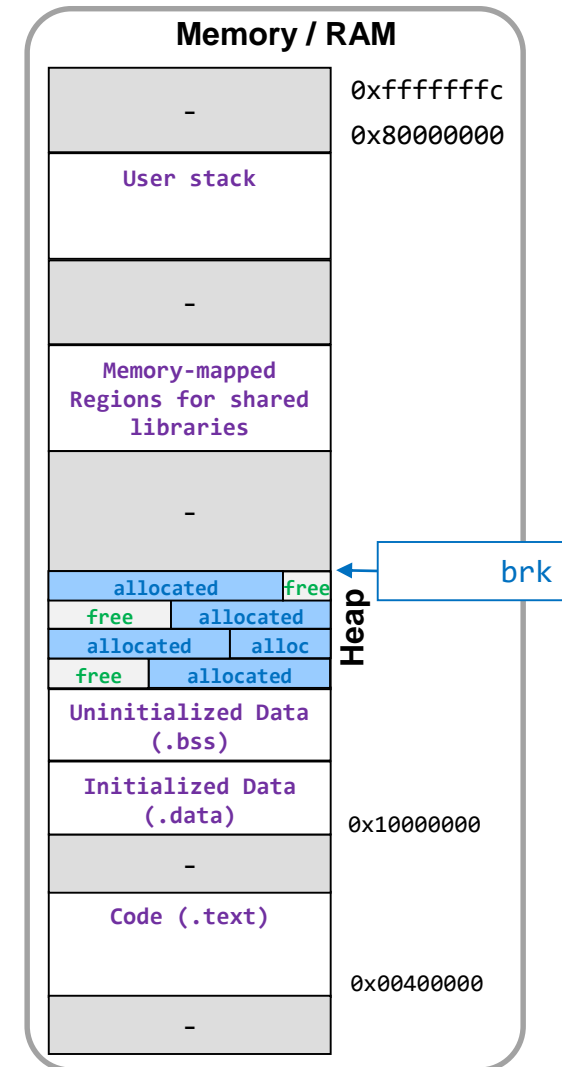 Memory / RAM
0xfffffffc
–
0x80000000
User stack
–
Memory-mapped
Regions for shared
libraries
–
brk
allocated free
free allocated
allocated alloc
free allocated
Heap
Uninitialized Data
(.bss)
Initialized Data
(.data)
0x10000000
–
Code (.text)
0x00400000
–